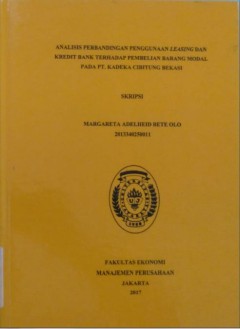 ANALISIS PERBANDINGAN PENGGUNAAN LEASING DAN
KREDIT BANK TERHADAP PEMBELIAN BARANG MODAL
PADA PT. KADEKA CIBITUNG BEKASI
SKRIPSI
MARGARETA ADELHEID BETE OLO
2013340250011
FAKULTAS EKONOMI
MANAJEMEN PERUSAHAAN
JAKARTA
2017